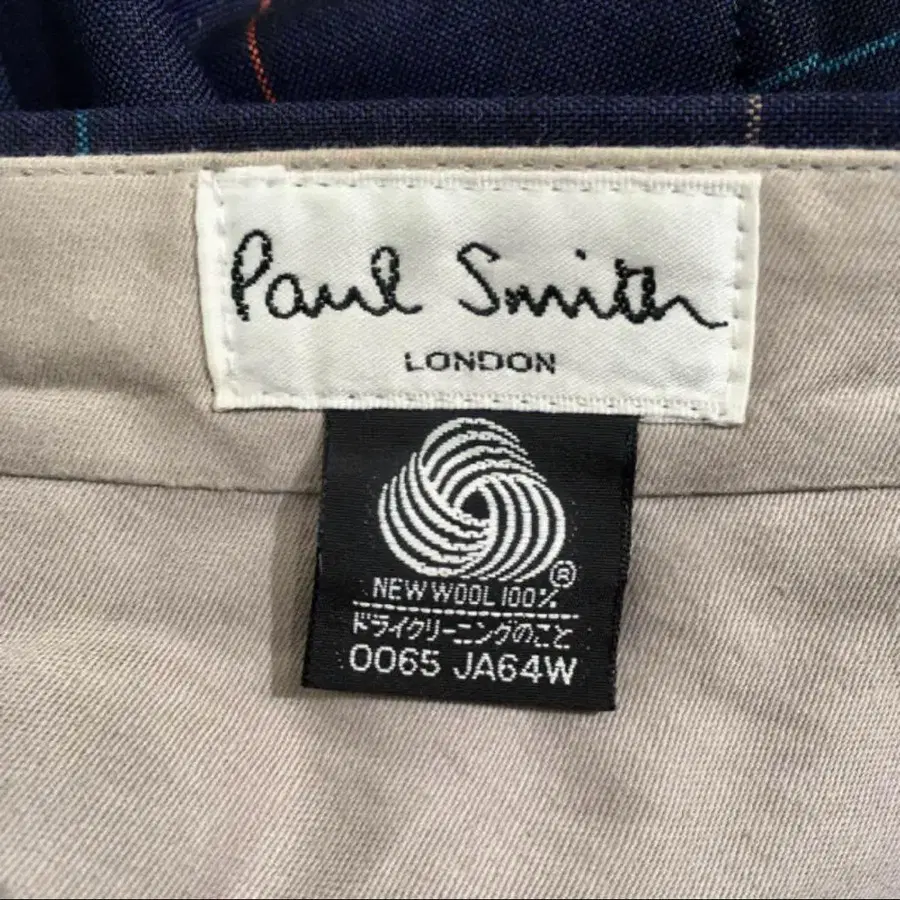 Paul Smith
LONDON
®
NEW WOOL 100%
ドライクリーニングのこと
0065 JA64W